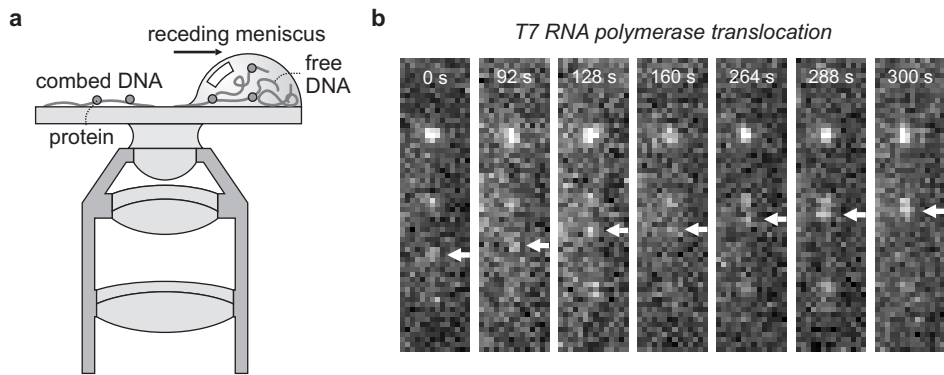 a
receding meniscus
combed DNA
free
DNA
protein
b
T7 RNA polymerase translocation
0 s
92 s
128 s
160 s
264 s
288 s
300 s